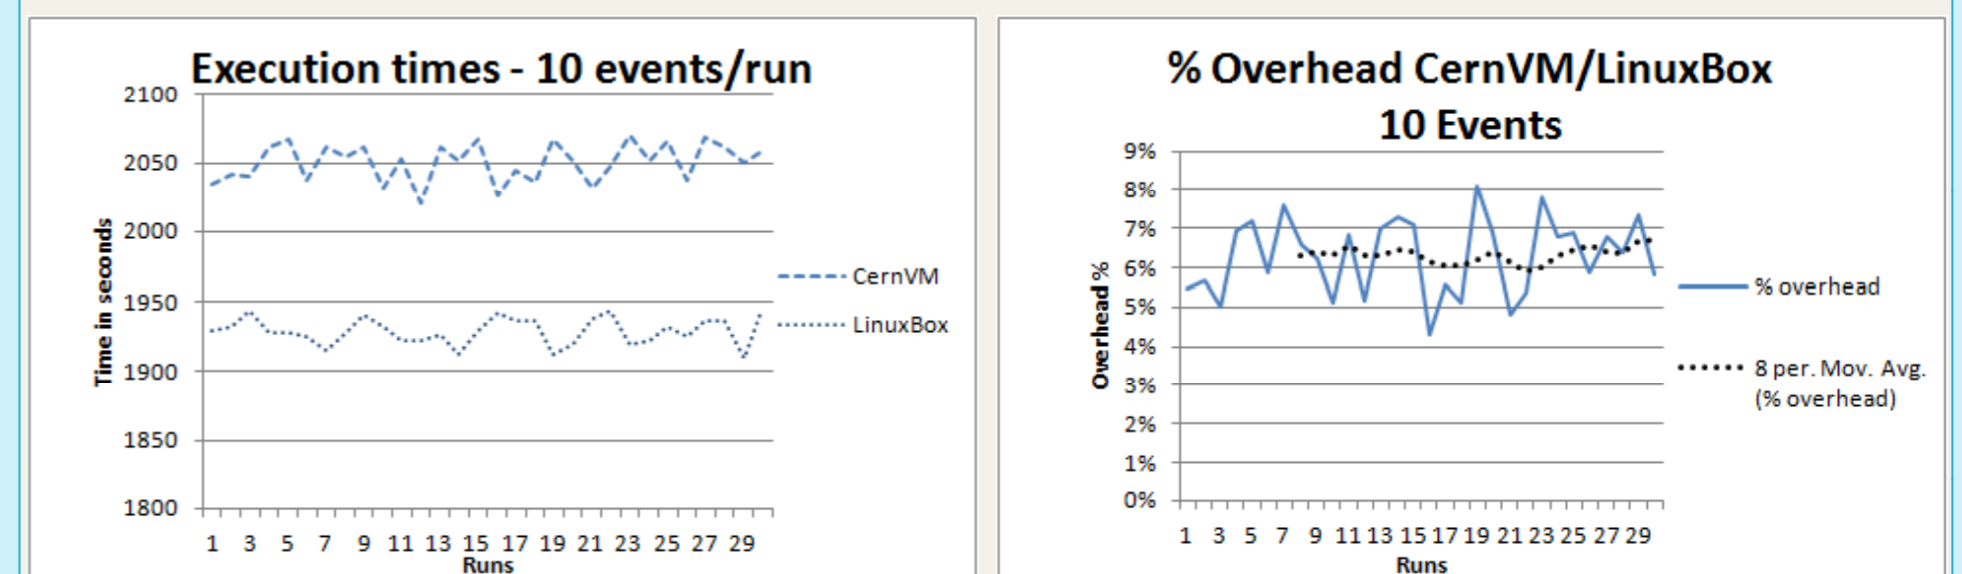 Execution times - 10 events/run
2100
2050
2000
1950
1900
1850
1800
Time in seconds
1 3 5 7 9 11 13 15 17 19 21 23 25 27 29
Runs
CernVM
LinuxBox
% Overhead CernVM/LinuxBox
10 Events
9%
8%
7%
6%
5%
4%
3%
2%
1%
0%
Overhead %
1 3 5 7 9 11 13 15 17 19 21 23 25 27 29
Runs
% overhead
8 per. Mov. Avg.
(% overhead)